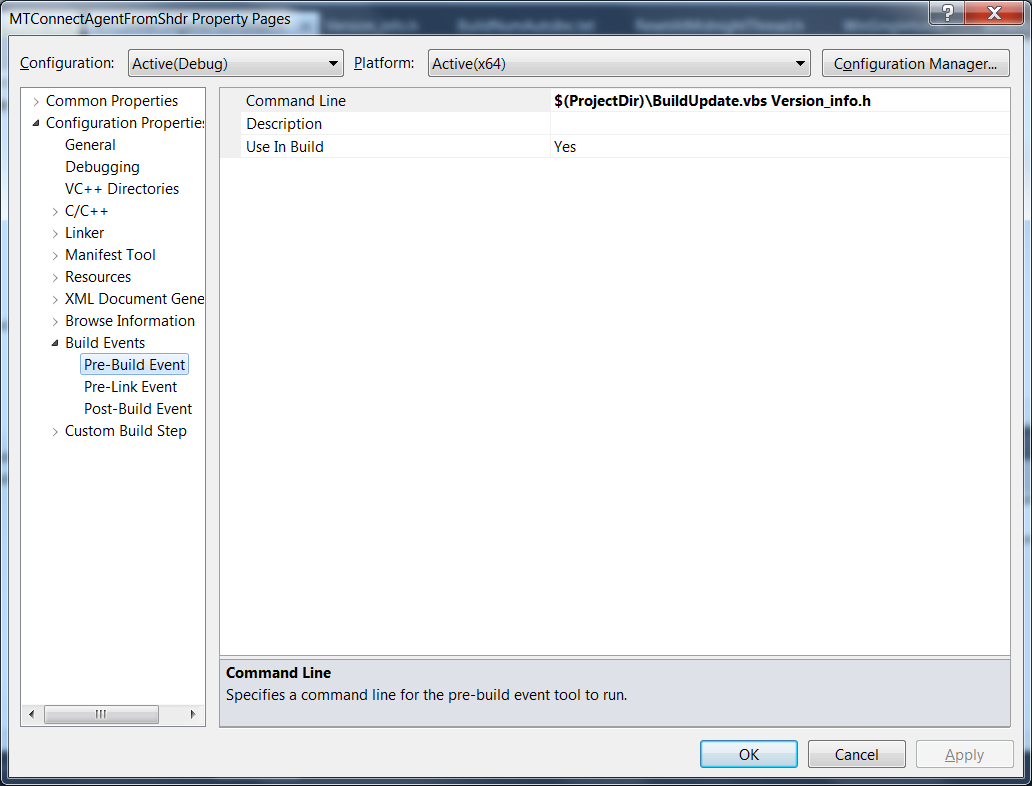 MTConnectAgentFromShdr Property Pages
Configuration: Active(Debug) Platform: Active(x64) Configuration Manager...
Common Properties
Configuration Propertie
General
Debugging
VC++ Directories
C/C++
Linker
Manifest Tool
Resources
XML Document Gene
Browse Information
Build Events
Pre-Build Event
Pre-Link Event
Post-Build Event
Custom Build Step
Command Line $(ProjectDir)\BuildUpdate.vbs Version_info.h
Description
Use In Build Yes
Command Line
Specifies a command line for the pre-build event tool to run.
OK Cancel Apply